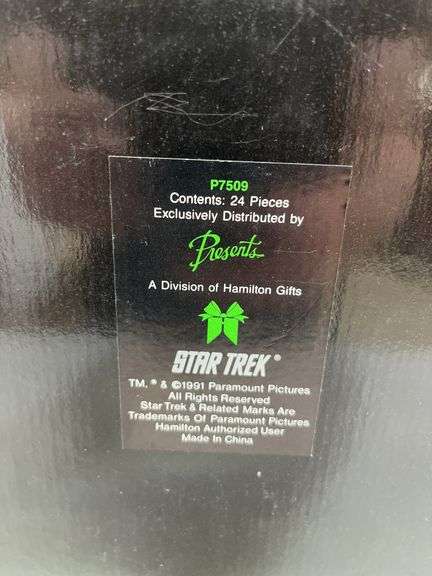 P7509
Contents: 24 Pieces
Exclusively Distributed by
Presents
A Division of Hamilton Gifts
STAR TREK®
TM. ® & ©1991 Paramount Pictures
All Rights Reserved
Star Trek & Related Marks Are
Trademarks Of Paramount Pictures
Hamilton Authorized User
Made In China